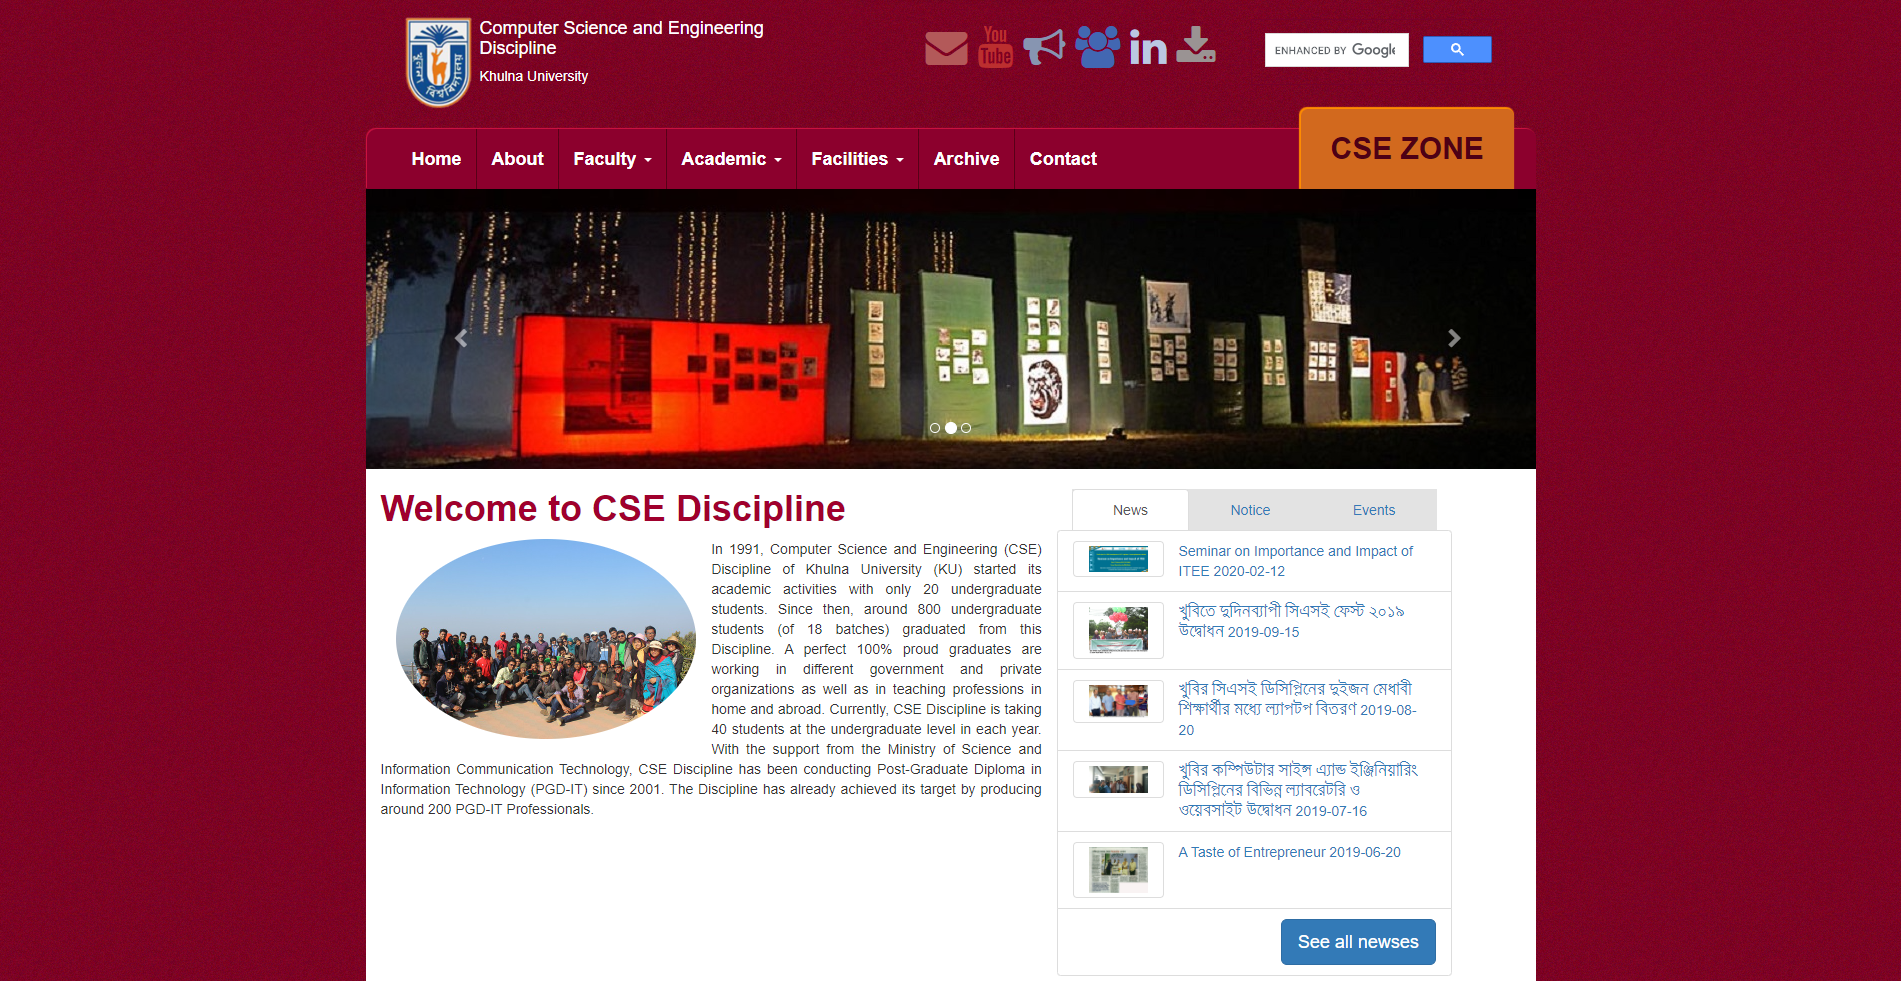 Computer Science and Engineering
Discipline
Khulna University
খুলনা
বিশ্ববিদ্যালয়
You
Tube
in
ENHANCED BY Google
Home
About
Faculty
Academic
Facilities
Archive
Contact
CSE ZONE
Welcome to CSE Discipline
In 1991, Computer Science and Engineering (CSE)
Discipline of Khulna University (KU) started its
academic activities with only 20 undergraduate
students. Since then, around 800 undergraduate
students (of 18 batches) graduated from this
Discipline. A perfect 100% proud graduates are
working in different government and private
organizations as well as in teaching professions in
home and abroad. Currently, CSE Discipline is taking
40 students at the undergraduate level in each year.
With the support from the Ministry of Science and
Information Communication Technology, CSE Discipline has been conducting Post-Graduate Diploma in
Information Technology (PGD-IT) since 2001. The Discipline has already achieved its target by producing
around 200 PGD-IT Professionals.
News
Notice
Events
Seminar on Importance and Impact of
ITEE 2020-02-12
খুবিতে দুদিনব্যাপী সিএসই ফেস্ট ২০১৯
উদ্বোধন 2019-09-15
খুবির সিএসই ডিসিপ্লিনের দুইজন মেধাবী
শিক্ষার্থীর মধ্যে ল্যাপটপ বিতরণ 2019-08-
20
খুবির কম্পিউটার সাইন্স এ্যান্ড ইঞ্জিনিয়ারিং
ডিসিপ্লিনের বিভিন্ন ল্যাবরেটরি ও
ওয়েবসাইট উদ্বোধন 2019-07-16
A Taste of Entrepreneur 2019-06-20
See all newses